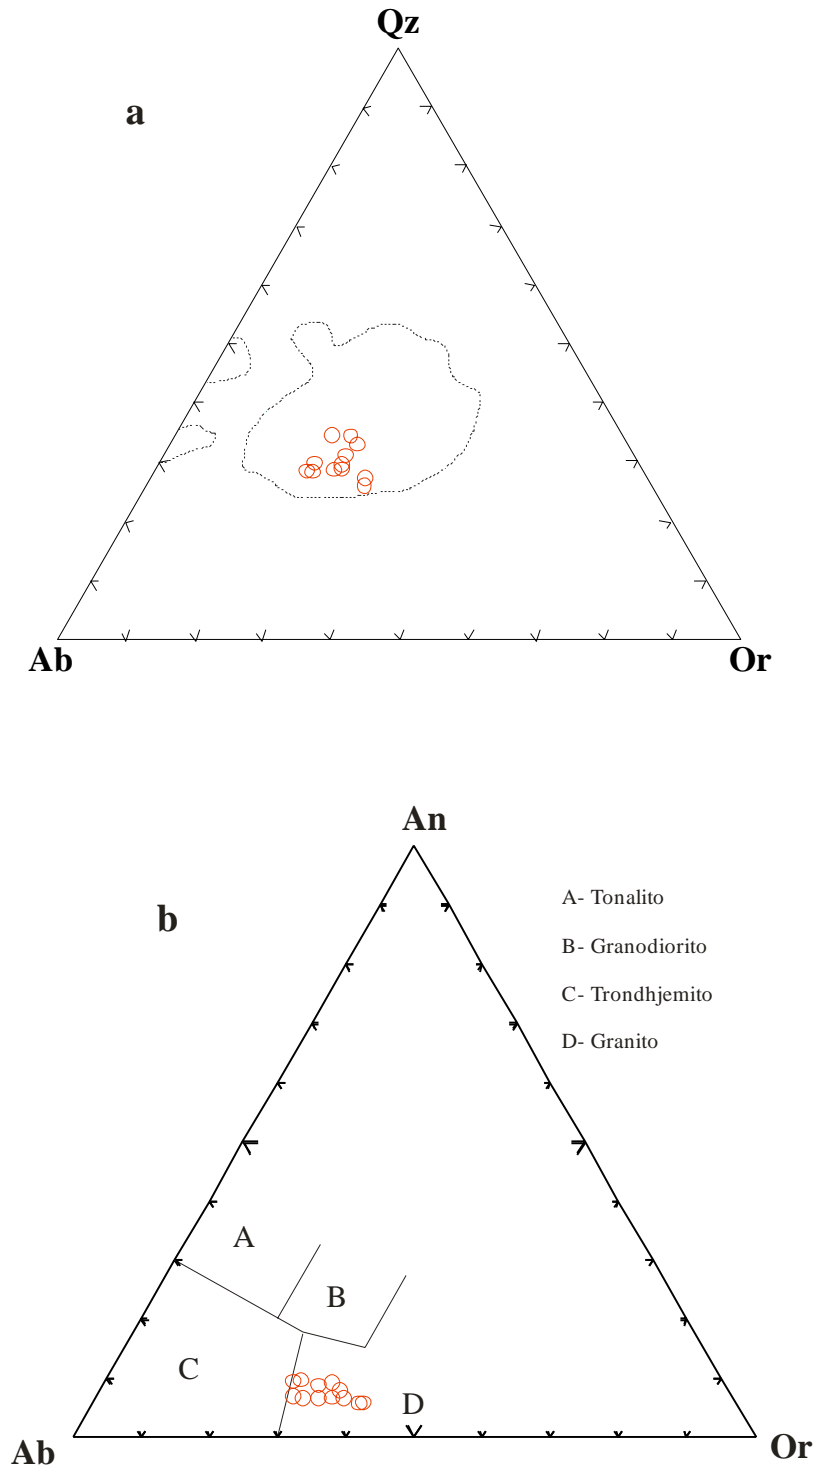 Qz
a
Ab
Or
An
b
A- Tonalito
B- Granodiorito
C- Trondhjemito
D- Granito
A
B
C
D
Ab
Or